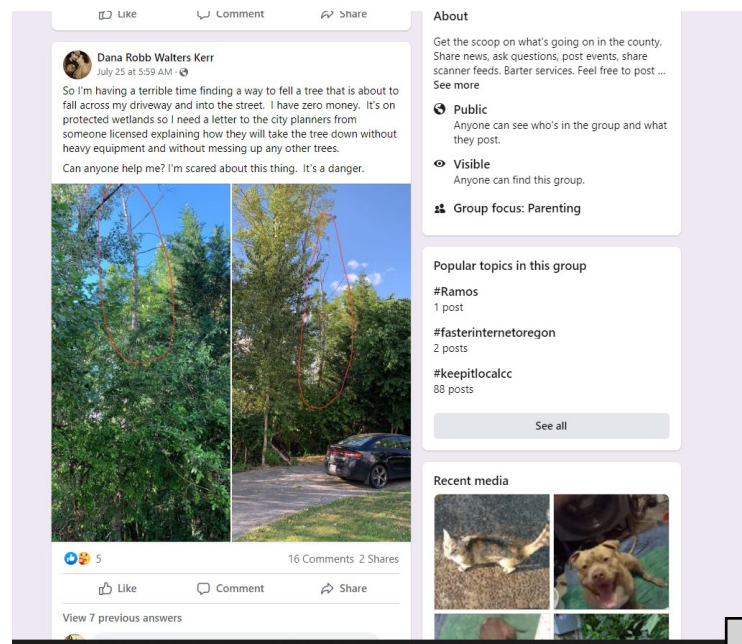 Like Comment Share
Dana Robb Walters Kerr
July 25 at 5:59 AM ·
So I'm having a terrible time finding a way to fell a tree that is about to
fall across my driveway and into the street. I have zero money. It's on
protected wetlands so I need a letter to the city planners from
someone licensed explaining how they will take the tree down without
heavy equipment and without messing up any other trees.
Can anyone help me? I'm scared about this thing. It's a danger.
5
16 Comments 2 Shares
Like Comment Share
View 7 previous answers
About
Get the scoop on what's going on in the county.
Share news, ask questions, post events, share
scanner feeds. Barter services. Feel free to post ...
See more
Public
Anyone can see who's in the group and what
they post.
Visible
Anyone can find this group.
Group focus: Parenting
Popular topics in this group
#Ramos
1 post
#fasterinternetoregon
2 posts
#keepitlocalcc
88 posts
See all
Recent media